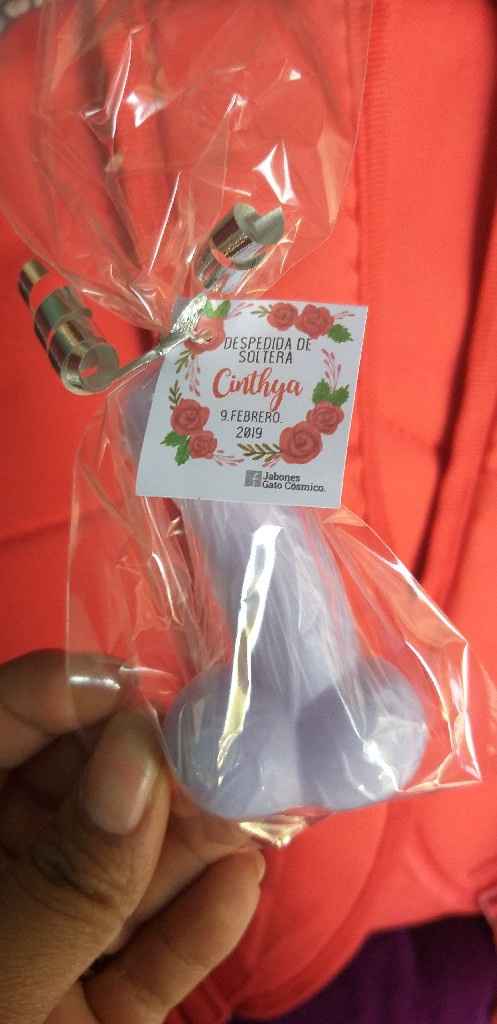 DESPEDIDA DE
SOLTERA
Cinthya
9.FEBRERO.
2019
f Jabones
Gato Cósmico.